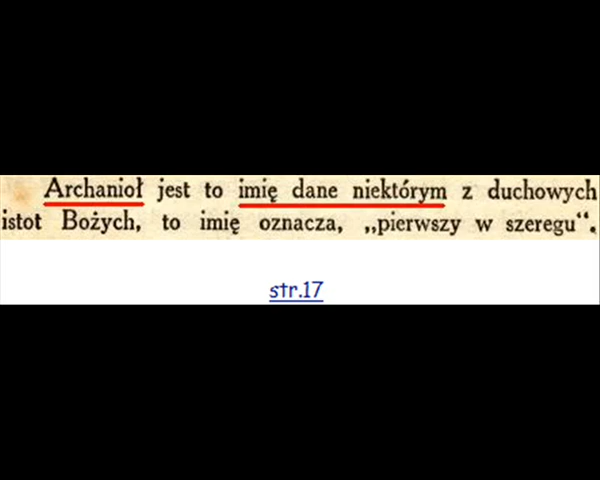 Archanioł jest to imię dane niektórym z duchowych
istot Bożych, to imię oznacza, „pierwszy w szeregu“.
str.17